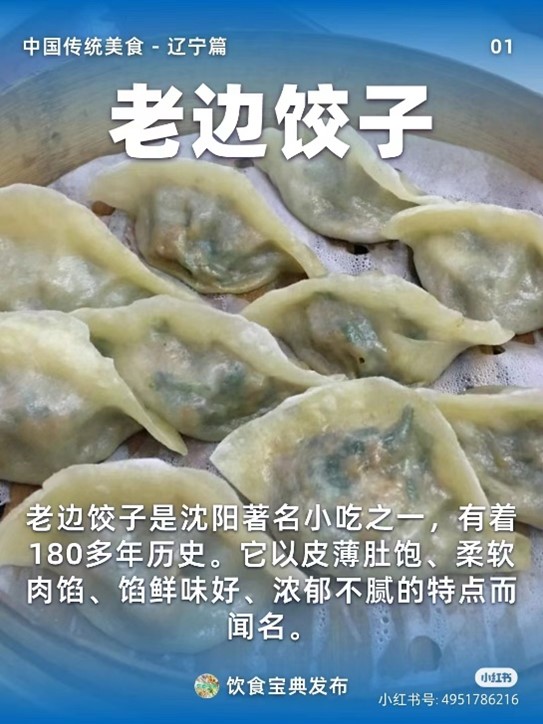 中国传统美食 - 辽宁篇
01
老边饺子
老边饺子是沈阳著名小吃之一，有着
180多年历史。它以皮薄肚饱、柔软
肉馅、馅鲜味好、浓郁不腻的特点而
闻名。
饮食宝典发布
小红书
小红书号: 4951786216